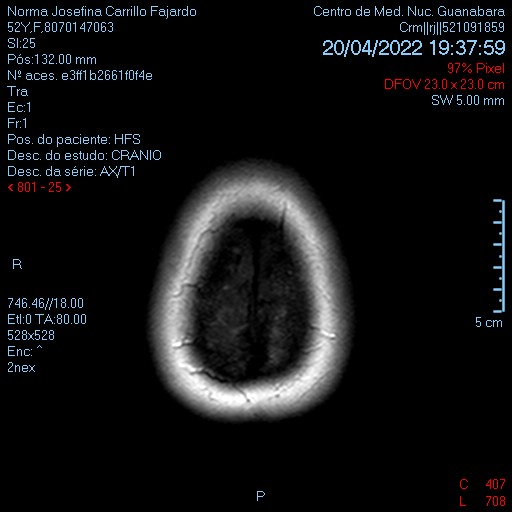 Norma Josefina Carrillo Fajardo
52Y,F,8070147063
Sl:25
Pós:132.00 mm
Nº aces. e3ff1b2661f0f4e
Tra
Ec:1
Fr:1
Pos. do paciente: HFS
Desc. do estudo: CRANIO
Desc. da série: AX/T1
< 801 - 25 >
Centro de Med. Nuc. Guanabara
Crm||rj||521091859
20/04/2022 19:37:59
97% Pixel
DFOV 23.0 x 23.0 cm
SW 5.00 mm
R
5 cm
746.46//18.00
Etl:0 TA:80.00
528x528
Enc: ^
2nex
P
C 407
L 708